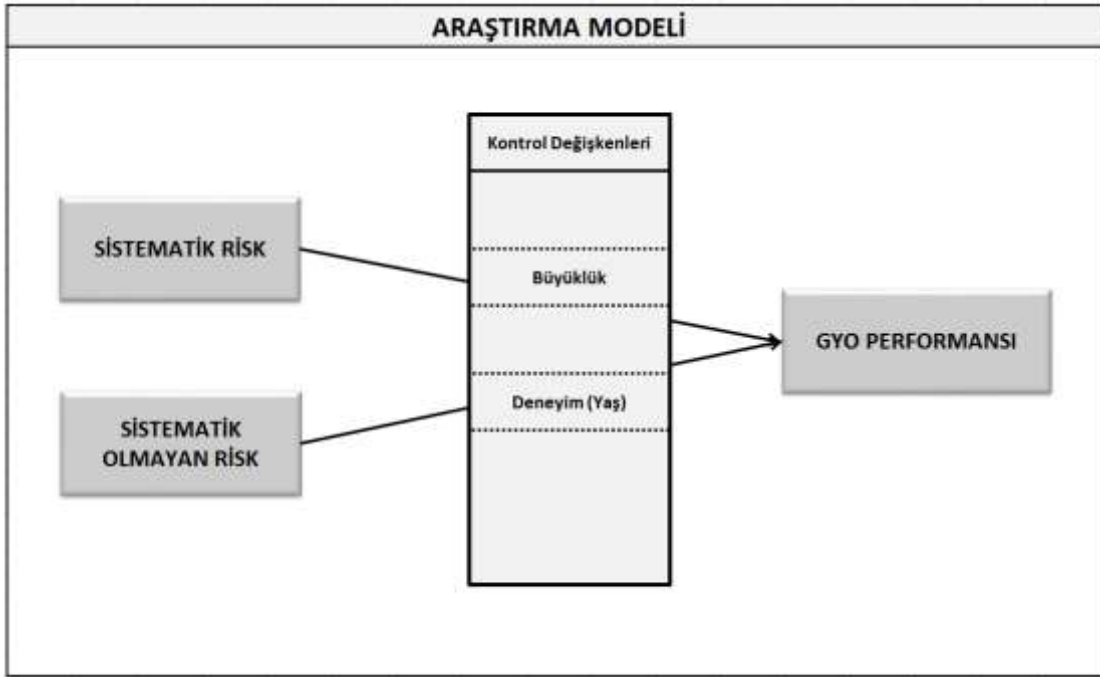 ARAŞTIRMA MODELİ
Kontrol Değişkenleri
SİSTEMATİK RİSK
Büyüklük
GYO PERFORMANSI
Deneyim (Yaş)
SİSTEMATİK
OLMAYAN RİSK